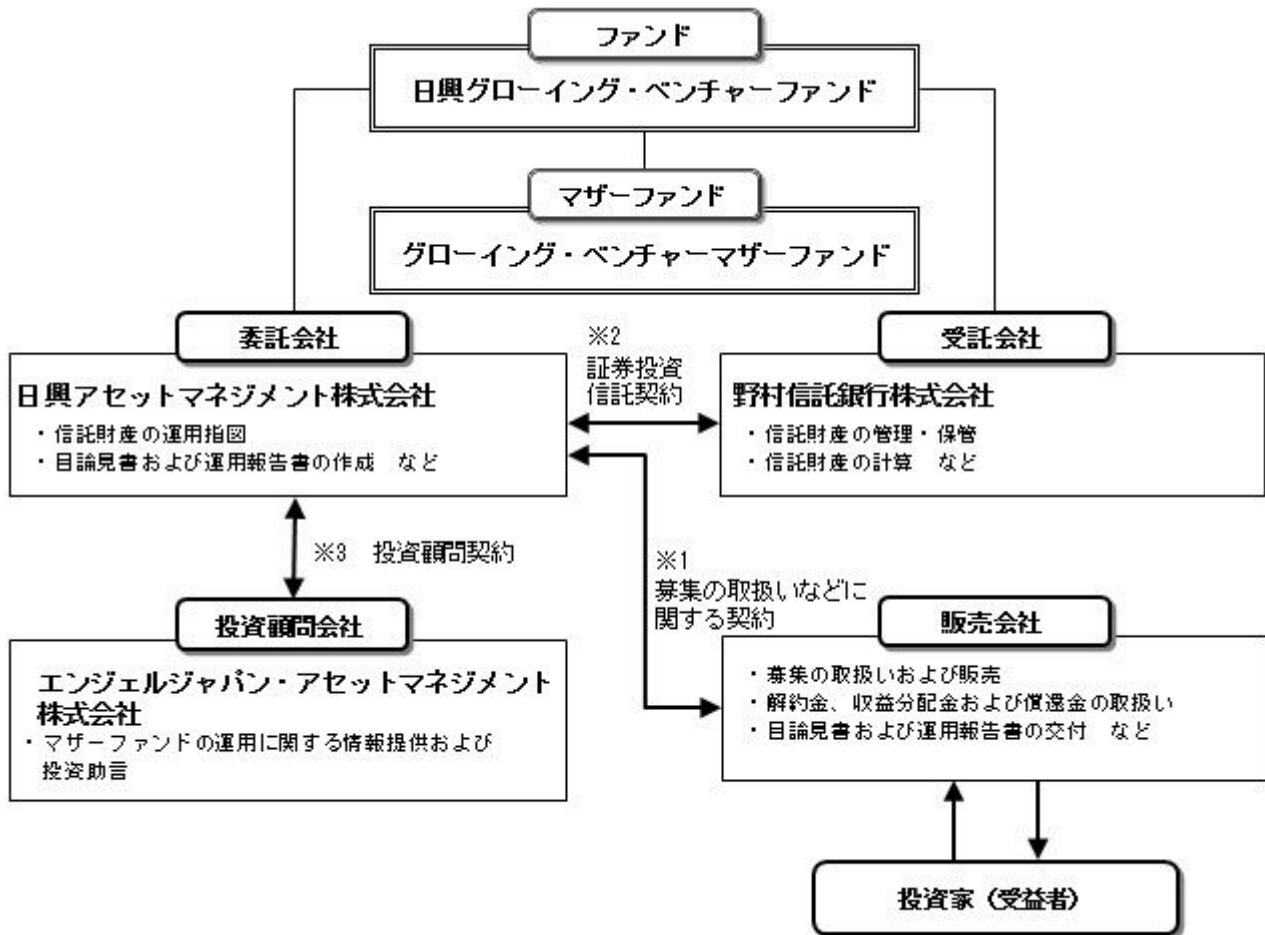 ファンド
日興グローイング・ベンチャーファンド
マザーファンド
グローイング・ベンチャーマザーファンド
委託会社
日興アセットマネジメント株式会社
・信託財産の運用指図
・目論見書および運用報告書の作成　など
※2
証券投資
信託契約
受託会社
野村信託銀行株式会社
・信託財産の管理・保管
・信託財産の計算　など
※3　投資顧問契約
※1
募集の取扱いなどに
関する契約
投資顧問会社
エンジェルジャパン・アセットマネジメント
株式会社
・マザーファンドの運用に関する情報提供および
投資助言
販売会社
・募集の取扱いおよび販売
・解約金、収益分配金および償還金の取扱い
・目論見書および運用報告書の交付　など
投資家（受益者）